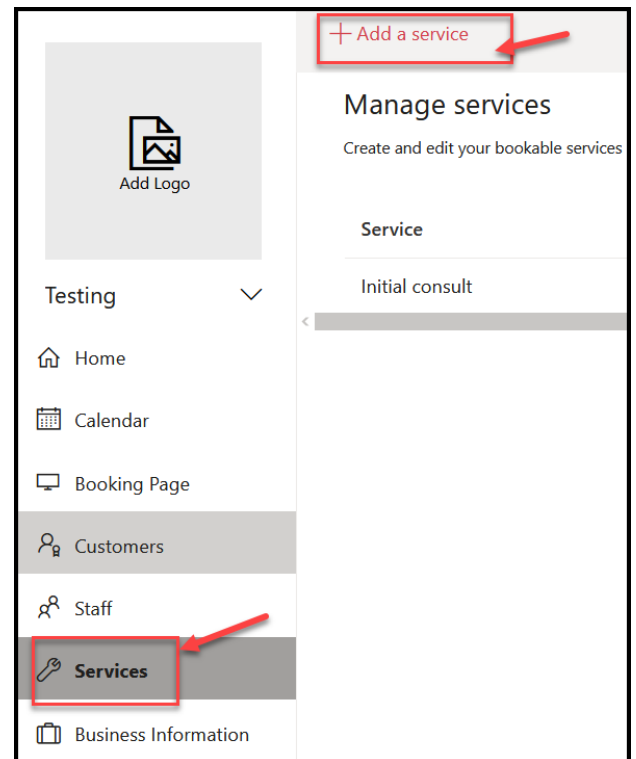 Add a service
Manage services
Create and edit your bookable services
Service
Initial consult
Add Logo
Testing
Home
Calendar
Booking Page
Customers
Staff
Services
Business Information